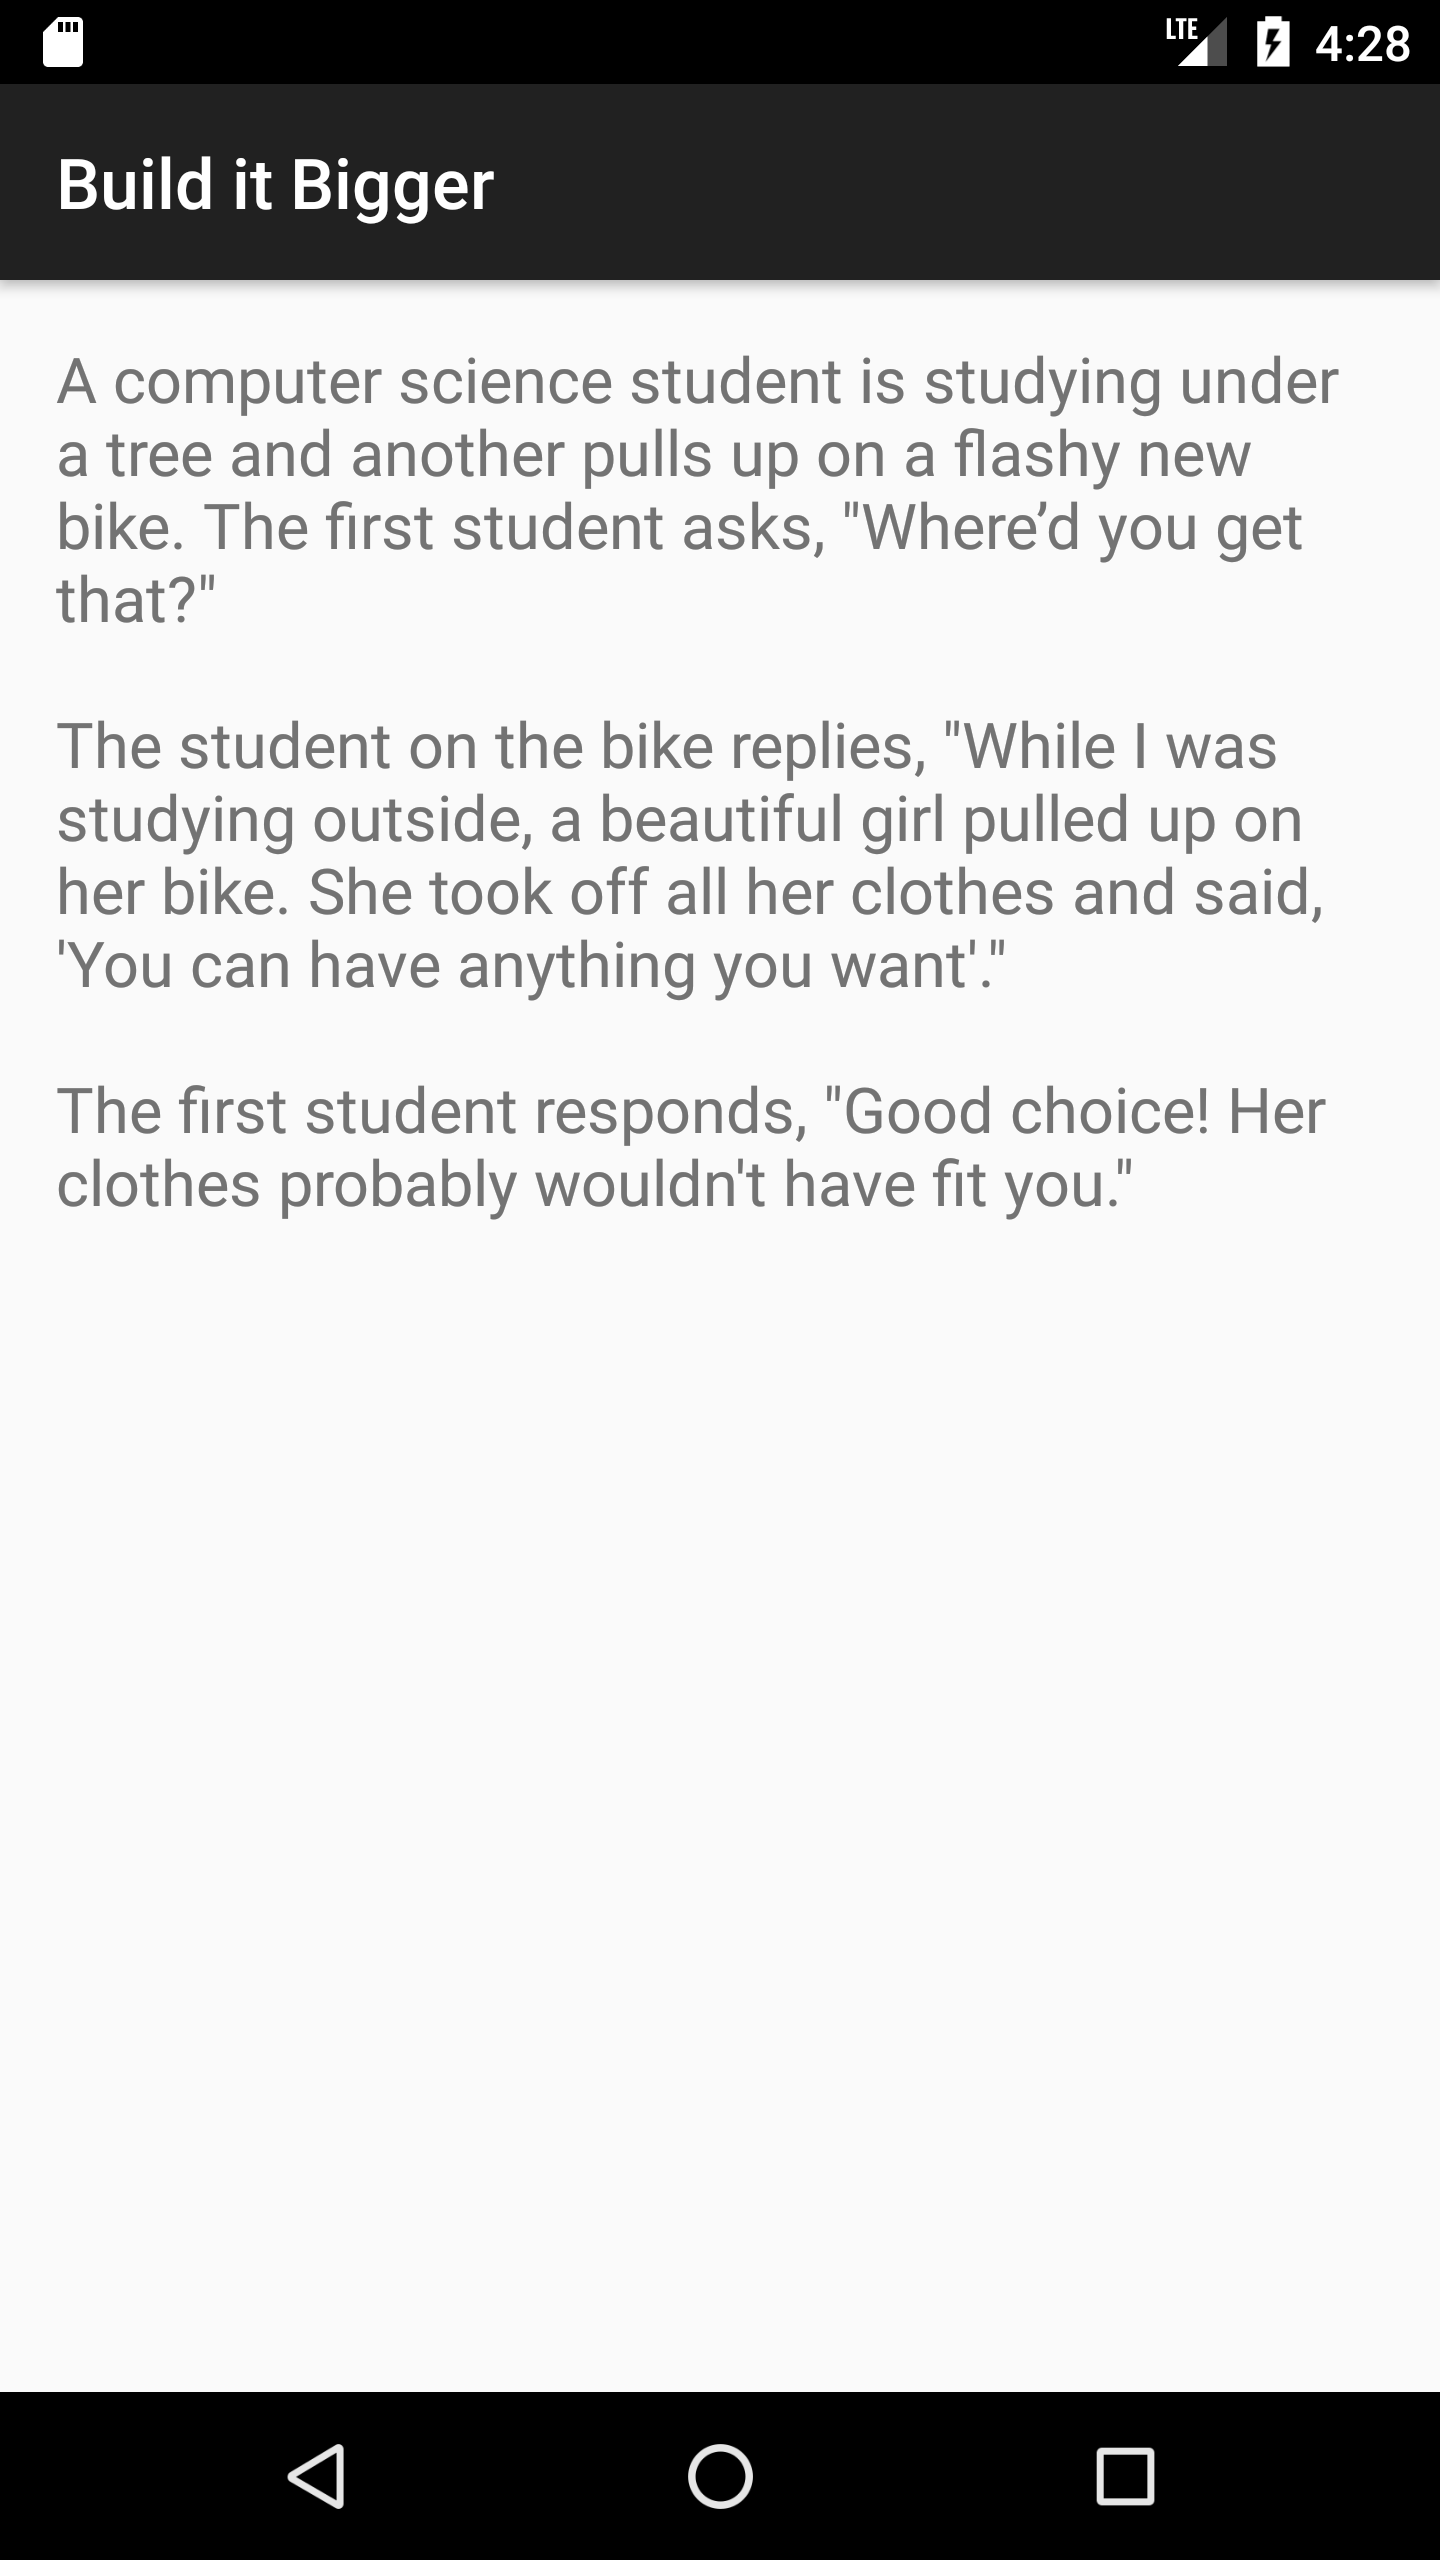 LTE 4:28
Build it Bigger
A computer science student is studying under
a tree and another pulls up on a flashy new
bike. The first student asks, "Where’d you get
that?"
The student on the bike replies, "While I was
studying outside, a beautiful girl pulled up on
her bike. She took off all her clothes and said,
'You can have anything you want'."
The first student responds, "Good choice! Her
clothes probably wouldn't have fit you."